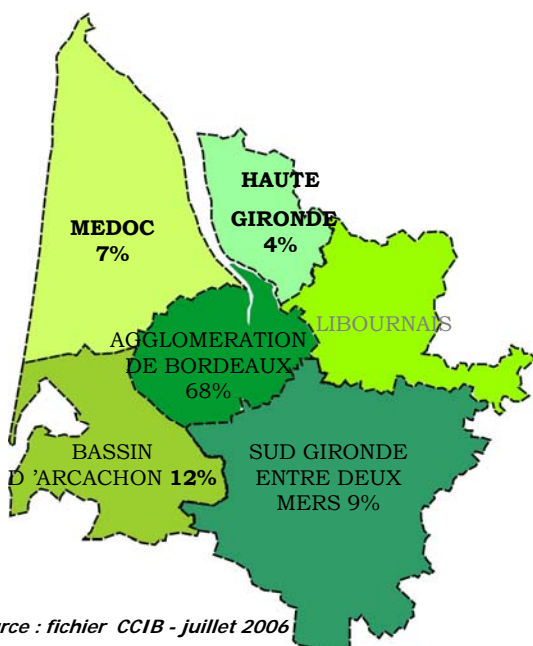 HAUTE
GIRONDE
4%
MEDOC
7%
LIBOURNAIS
AGGLOMERATION
DE BORDEAUX
68%
BASSIN
D 'ARCACHON 12%
SUD GIRONDE
ENTRE DEUX
MERS 9%
rce : fichier CCIB - juillet 2006